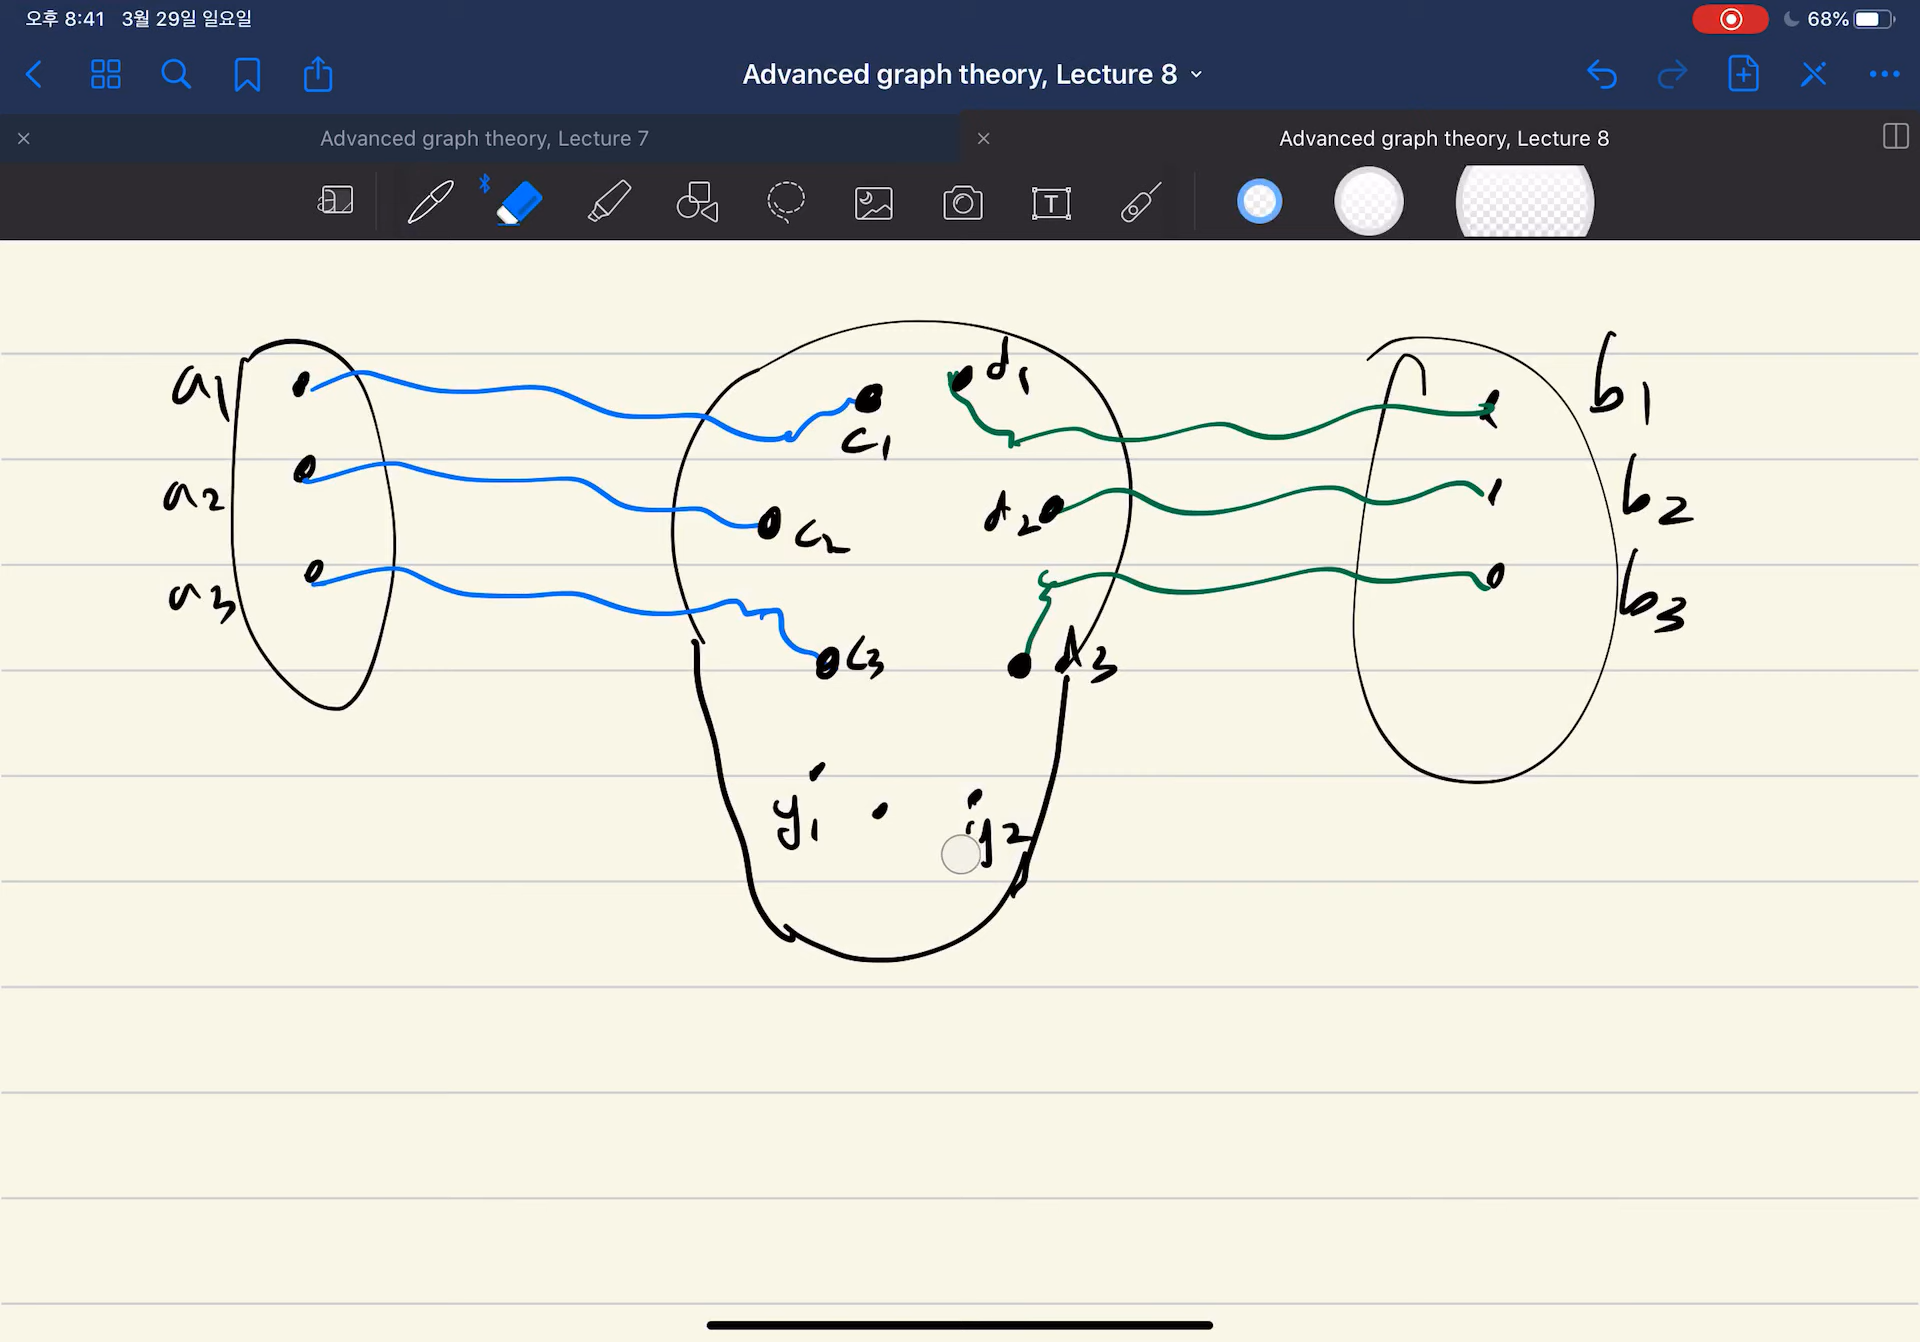 오후 8:41 3월 29일 일요일
68%
Advanced graph theory, Lecture 8
Advanced graph theory, Lecture 7
Advanced graph theory, Lecture 8
a
T
a1
d1
b1
c1
a2
c2
d2
b2
a3
c3
d3
b3
y1
y2